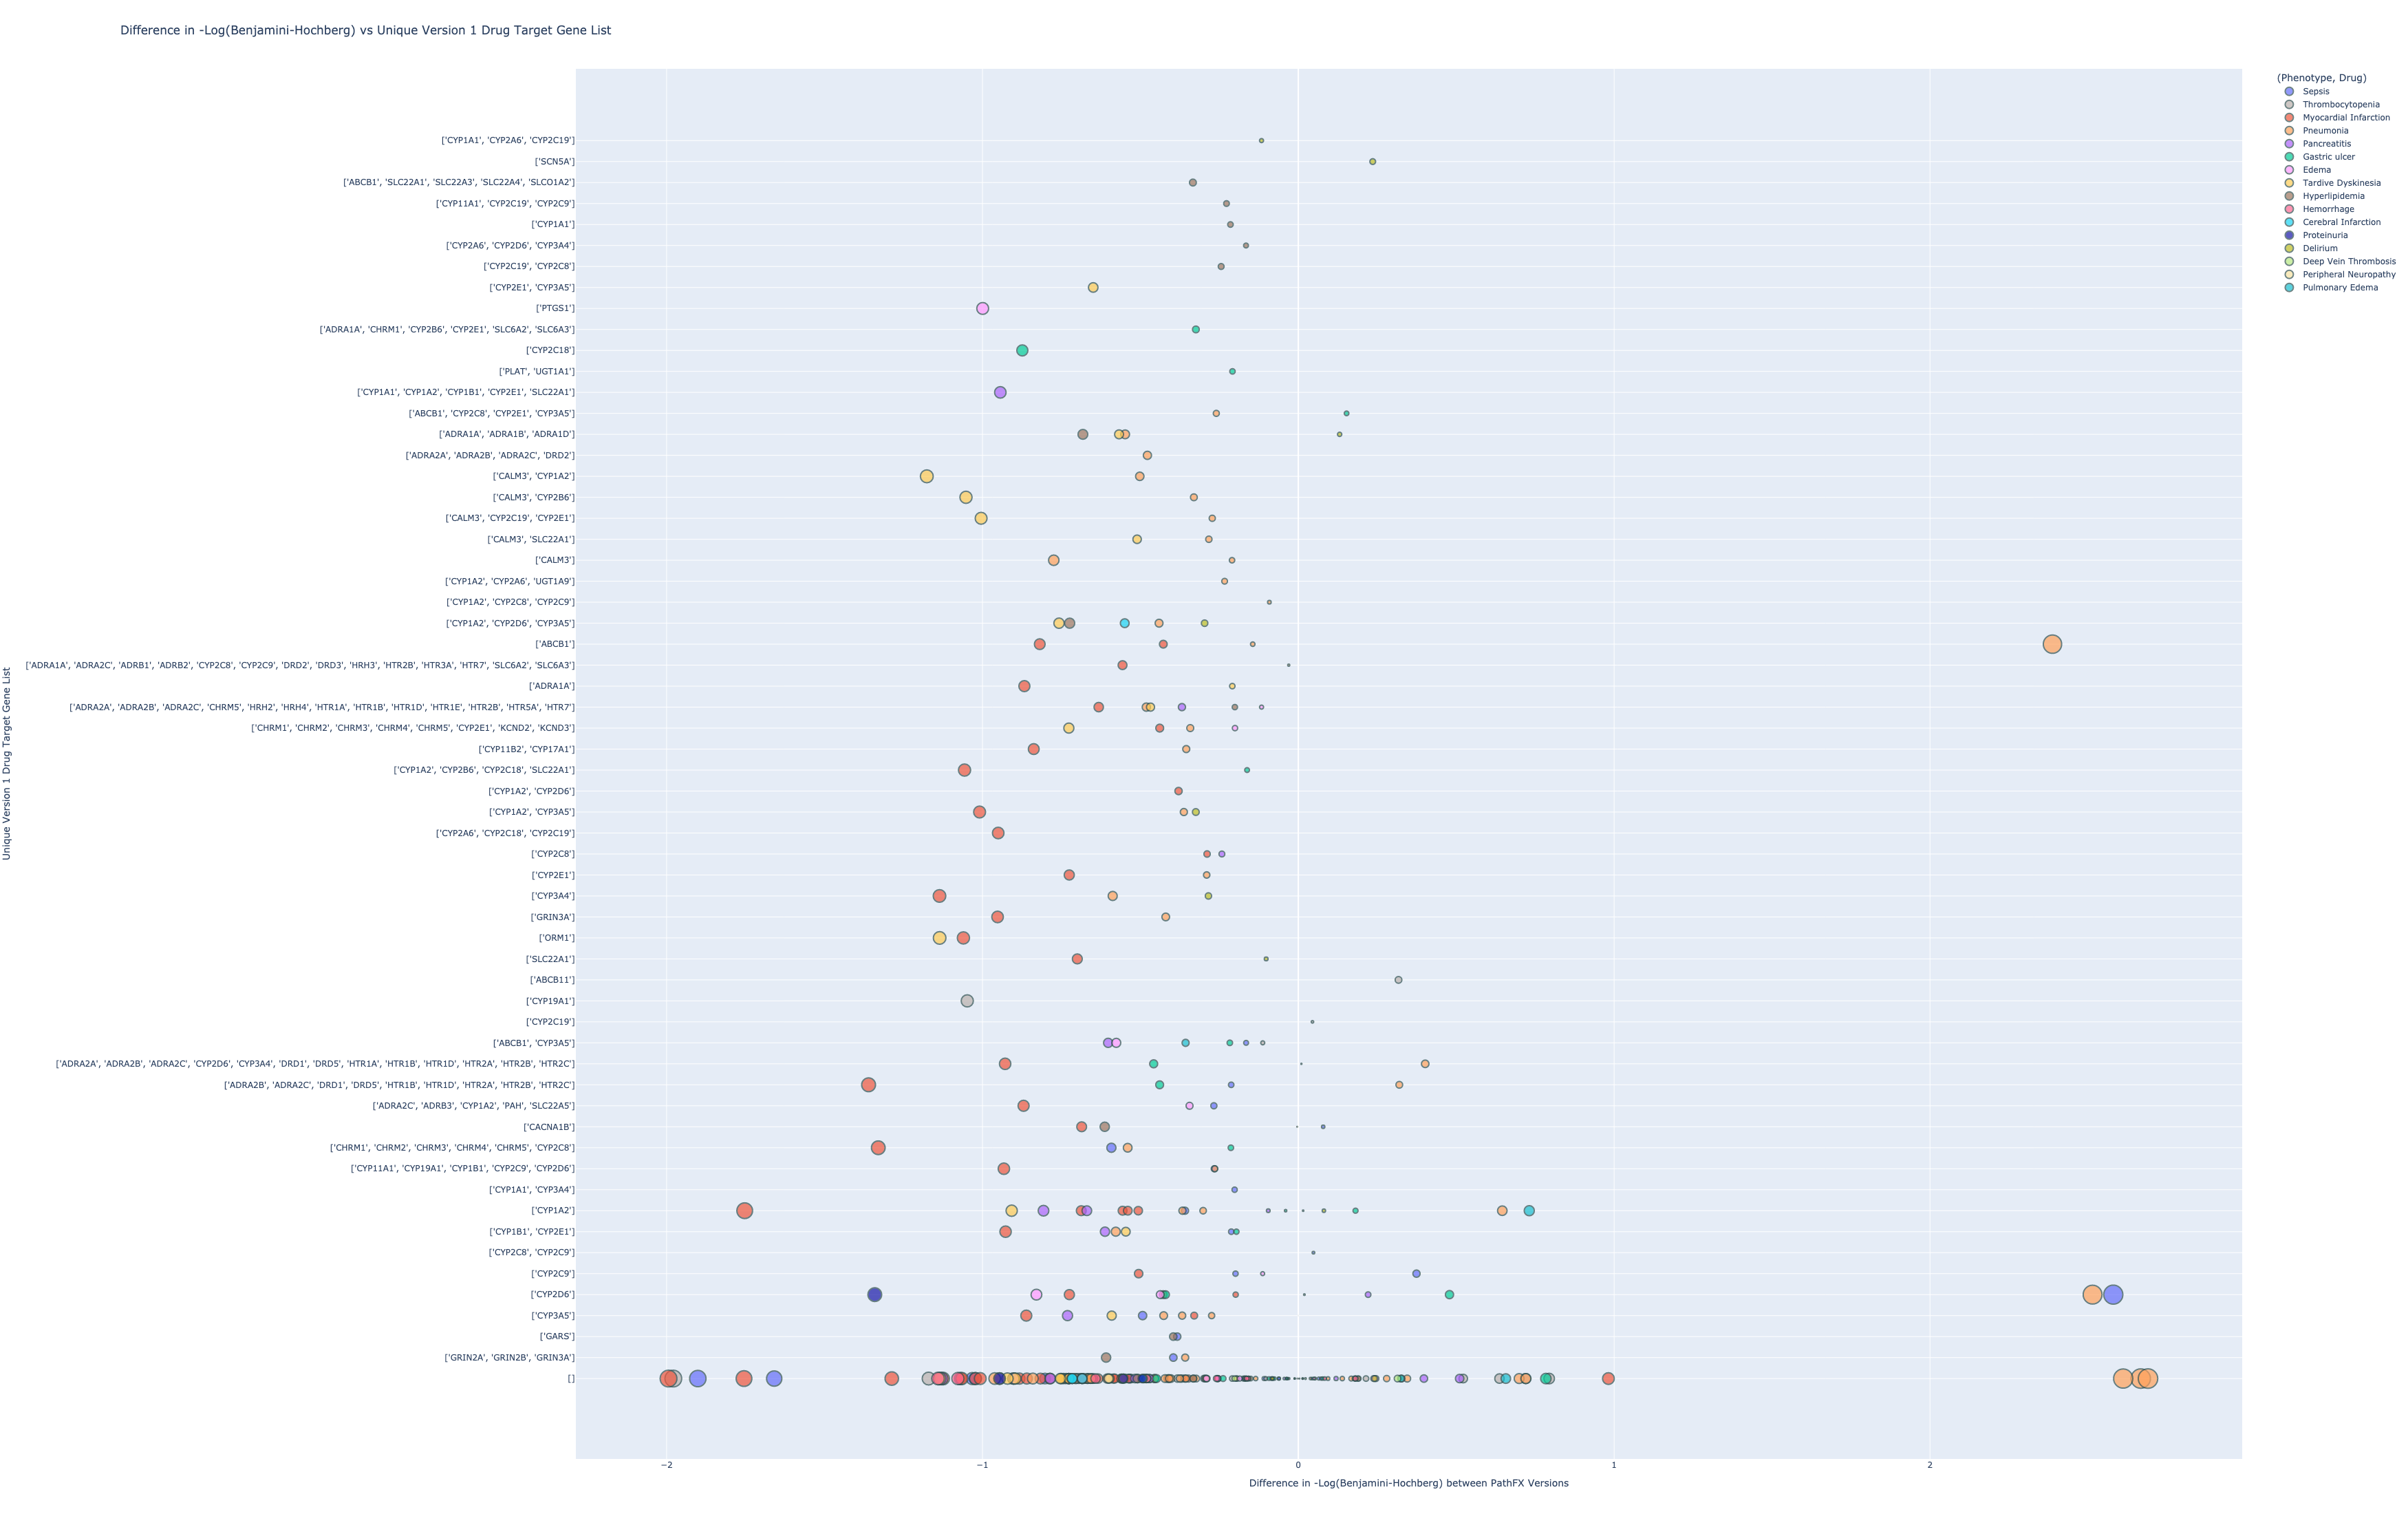 Difference in -Log(Benjamini-Hochberg) vs Unique Version 1 Drug Target Gene List
(Phenotype, Drug)
Sepsis
Thrombocytopenia
Myocardial Infarction
Pneumonia
Pancreatitis
Gastric ulcer
Edema
Tardive Dyskinesia
Hyperlipidemia
Hemorrhage
Cerebral Infarction
Proteinuria
Delirium
Deep Vein Thrombosis
Peripheral Neuropathy
Pulmonary Edema
Unique Version 1 Drug Target Gene List
['CYP1A1', 'CYP2A6', 'CYP2C19']
['SCN5A']
['ABCB1', 'SLC22A1', 'SLC22A3', 'SLC22A4', 'SLCO1A2']
['CYP11A1', 'CYP2C19', 'CYP2C9']
['CYP1A1']
['CYP2A6', 'CYP2D6', 'CYP3A4']
['CYP2C19', 'CYP2C8']
['CYP2E1', 'CYP3A5']
['PTGS1']
['ADRA1A', 'CHRM1', 'CYP2B6', 'CYP2E1', 'SLC6A2', 'SLC6A3']
['CYP2C18']
['PLAT', 'UGT1A1']
['CYP1A1', 'CYP1A2', 'CYP1B1', 'CYP2E1', 'SLC22A1']
['ABCB1', 'CYP2C8', 'CYP2E1', 'CYP3A5']
['ADRA1A', 'ADRA1B', 'ADRA1D']
['ADRA2A', 'ADRA2B', 'ADRA2C', 'DRD2']
['CALM3', 'CYP1A2']
['CALM3', 'CYP2B6']
['CALM3', 'CYP2C19', 'CYP2E1']
['CALM3', 'SLC22A1']
['CALM3']
['CYP1A2', 'CYP2A6', 'UGT1A9']
['CYP1A2', 'CYP2C8', 'CYP2C9']
['CYP1A2', 'CYP2D6', 'CYP3A5']
['ABCB1']
['ADRA1A', 'ADRA2C', 'ADRB1', 'ADRB2', 'CYP2C8', 'CYP2C9', 'DRD2', 'DRD3', 'HRH3', 'HTR2B', 'HTR3A', 'HTR7', 'SLC6A2', 'SLC6A3']
['ADRA1A']
['ADRA2A', 'ADRA2B', 'ADRA2C', 'CHRM5', 'HRH2', 'HRH4', 'HTR1A', 'HTR1B', 'HTR1D', 'HTR1E', 'HTR2B', 'HTR5A', 'HTR7']
['CHRM1', 'CHRM2', 'CHRM3', 'CHRM4', 'CHRM5', 'CYP2E1', 'KCND2', 'KCND3']
['CYP11B2', 'CYP17A1']
['CYP1A2', 'CYP2B6', 'CYP2C18', 'SLC22A1']
['CYP1A2', 'CYP2D6']
['CYP1A2', 'CYP3A5']
['CYP2A6', 'CYP2C18', 'CYP2C19']
['CYP2C8']
['CYP2E1']
['CYP3A4']
['GRIN3A']
['ORM1']
['SLC22A1']
['ABCB11']
['CYP19A1']
['CYP2C19']
['ABCB1', 'CYP3A5']
['ADRA2A', 'ADRA2B', 'ADRA2C', 'CYP2D6', 'CYP3A4', 'DRD1', 'DRD5', 'HTR1A', 'HTR1B', 'HTR1D', 'HTR2A', 'HTR2B', 'HTR2C']
['ADRA2B', 'ADRA2C', 'DRD1', 'DRD5', 'HTR1B', 'HTR1D', 'HTR2A', 'HTR2B', 'HTR2C']
['ADRA2C', 'ADRB3', 'CYP1A2', 'PAH', 'SLC22A5']
['CACNA1B']
['CHRM1', 'CHRM2', 'CHRM3', 'CHRM4', 'CHRM5', 'CYP2C8']
['CYP11A1', 'CYP19A1', 'CYP1B1', 'CYP2C9', 'CYP2D6']
['CYP1A1', 'CYP3A4']
['CYP1A2']
['CYP1B1', 'CYP2E1']
['CYP2C8', 'CYP2C9']
['CYP2C9']
['CYP2D6']
['CYP3A5']
['GARS']
['GRIN2A', 'GRIN2B', 'GRIN3A']
[]
−2 −1 0 1 2
Difference in -Log(Benjamini-Hochberg) between PathFX Versions